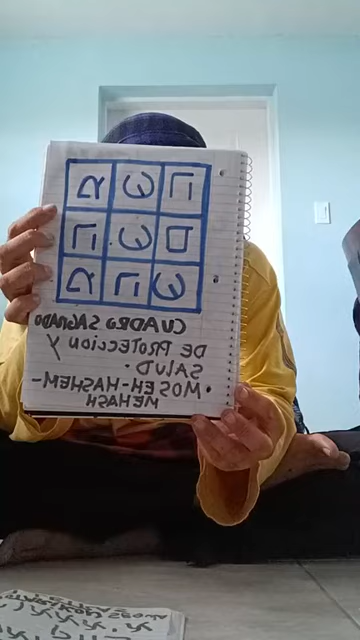 מ ש ה
ה ש ם
מ ה ש
CUADRO SAGRADO
DE PROTECCION Y
SALUD.
• MOSEH-HASHEM-
MEHASH